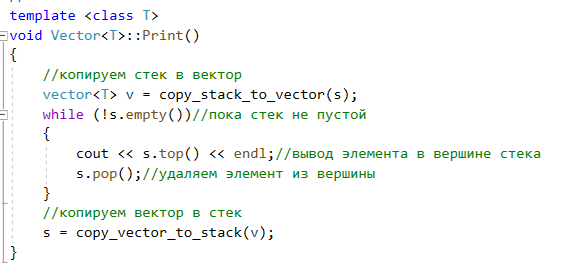 template <class T>
void Vector<T>::Print()
{
//копируем стек в вектор
vector<T> v = copy_stack_to_vector(s);
while (!s.empty())//пока стек не пустой
{
cout << s.top() << endl;//вывод элемента в вершине стека
s.pop();//удаляем элемент из вершины
}
//копируем вектор в стек
s = copy_vector_to_stack(v);
}